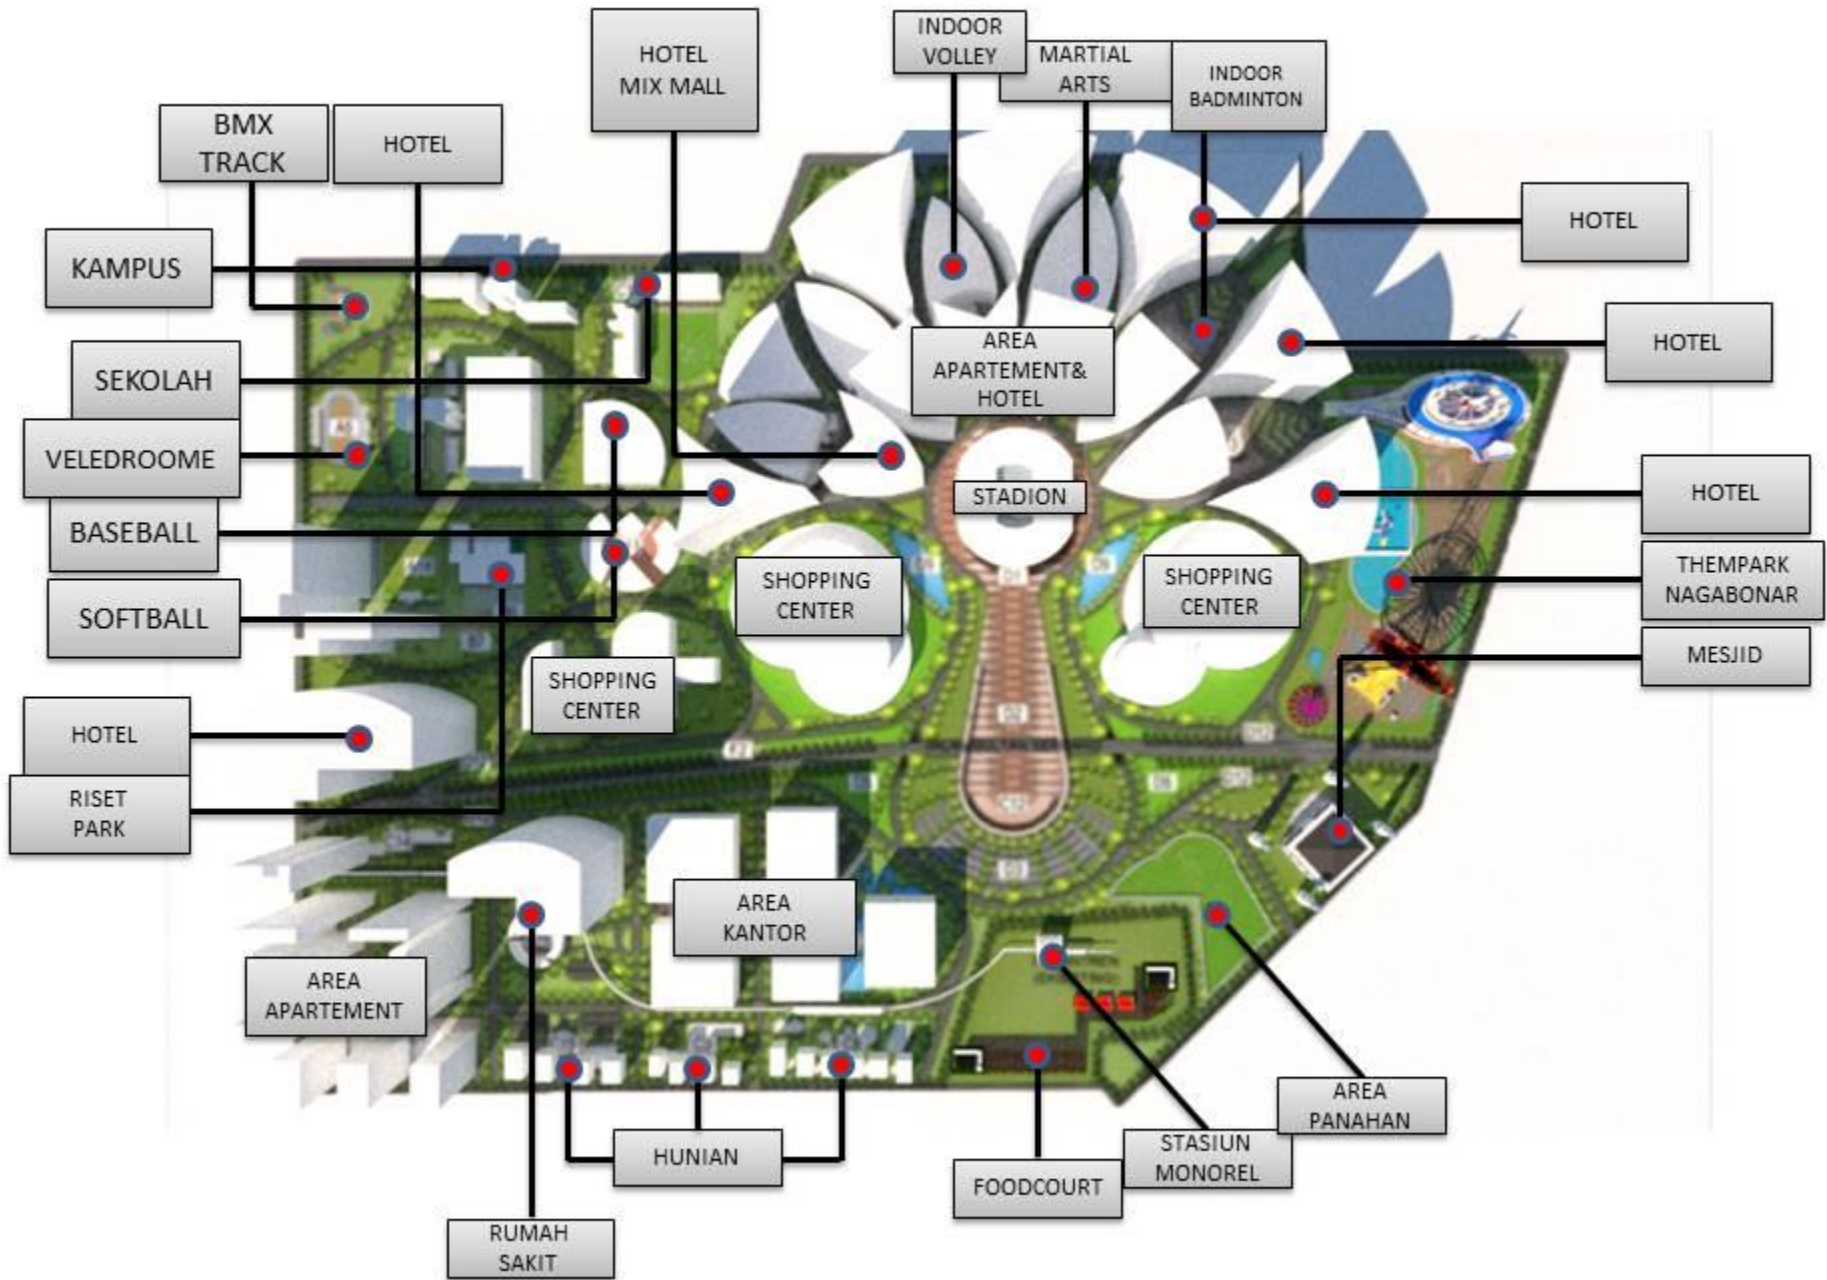 INDOOR
VOLLEY
MARTIAL
ARTS
INDOOR
BADMINTON
HOTEL
MIX MALL
BMX
TRACK
HOTEL
HOTEL
KAMPUS
HOTEL
SEKOLAH
AREA
APARTEMENT&
HOTEL
VELEDROOME
STADION
HOTEL
BASEBALL
SHOPPING
CENTER
SHOPPING
CENTER
THEMPARK
NAGABONAR
SOFTBALL
MESJID
SHOPPING
CENTER
HOTEL
RISET
PARK
AREA
KANTOR
AREA
APARTEMENT
AREA
PANAHAN
HUNIAN
STASIUN
MONOREL
FOODCOURT
RUMAH
SAKIT